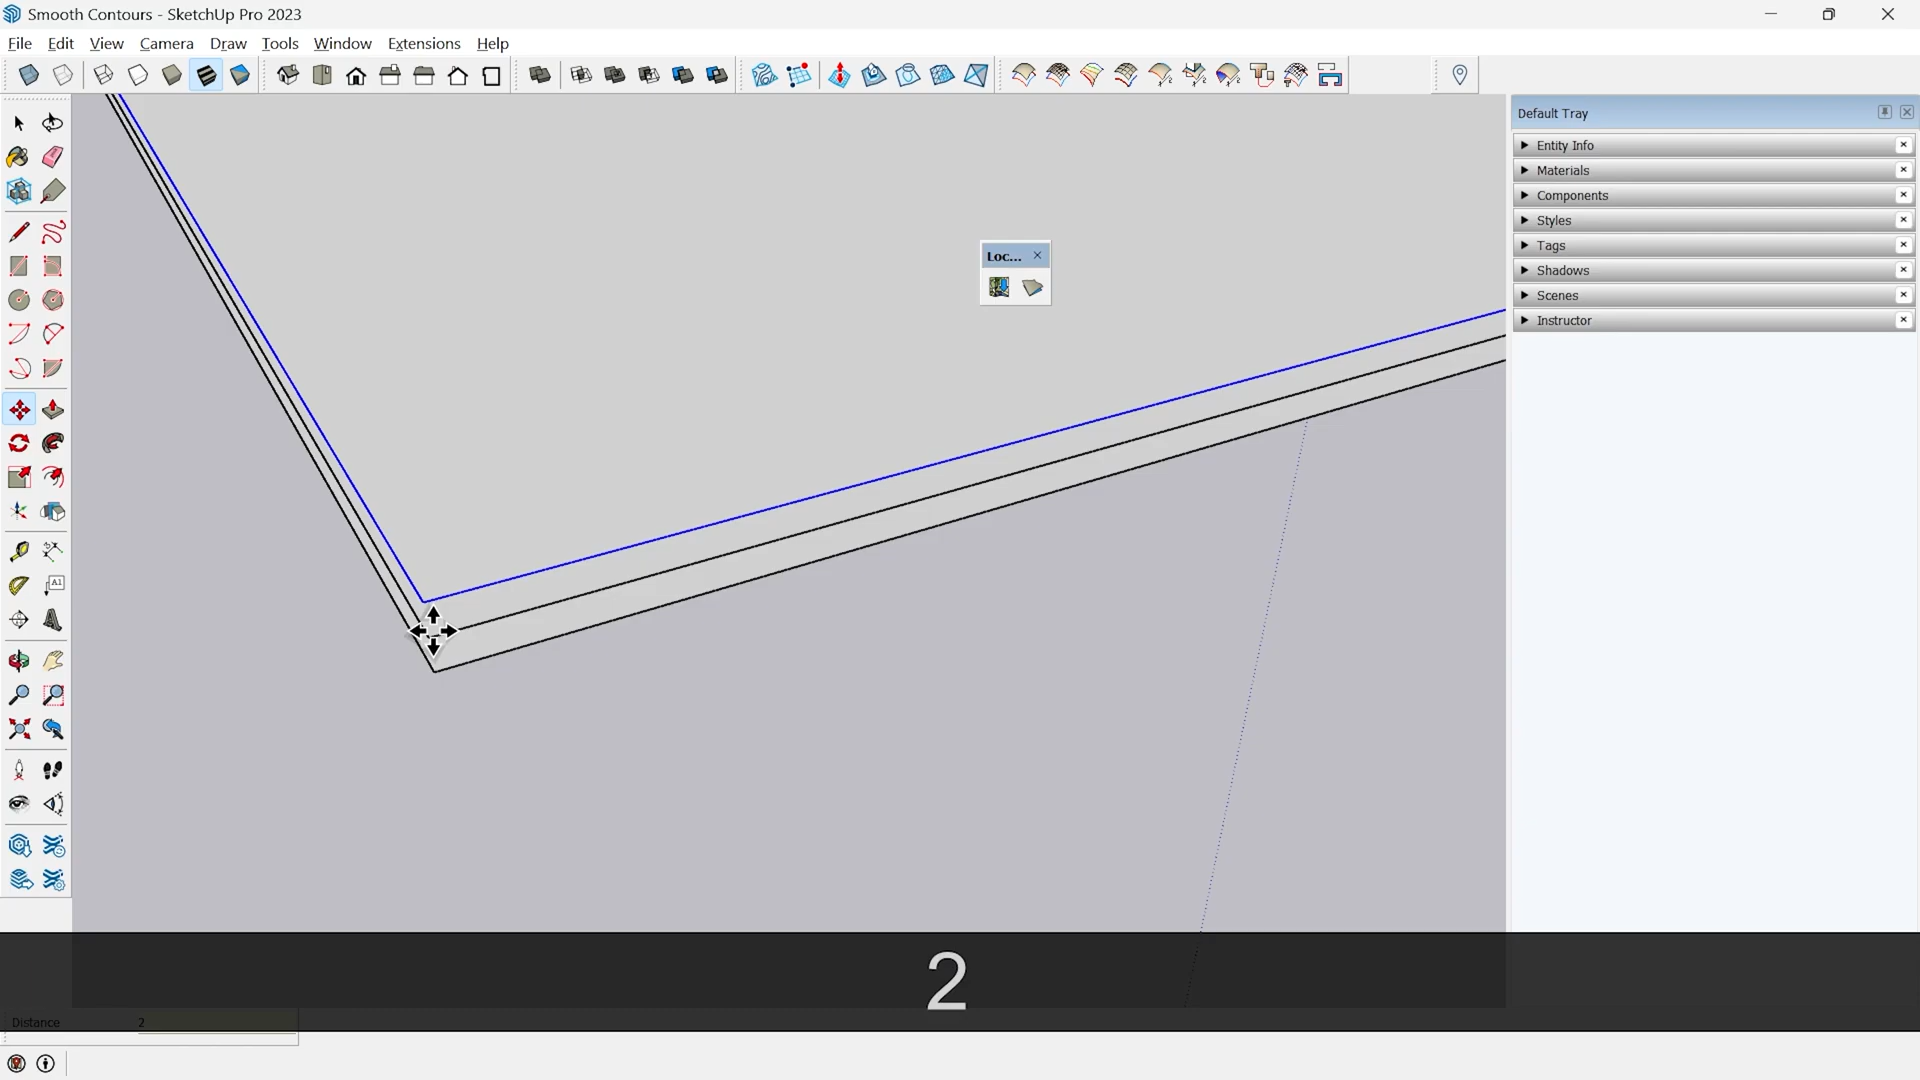 Smooth Contours - SketchUp Pro 2023
File Edit View Camera Draw Tools Window Extensions Help
Default Tray
Entity Info
Materials
Components
Styles
Tags
Shadows
Scenes
Instructor
Loc...
A1
2
Distance 2